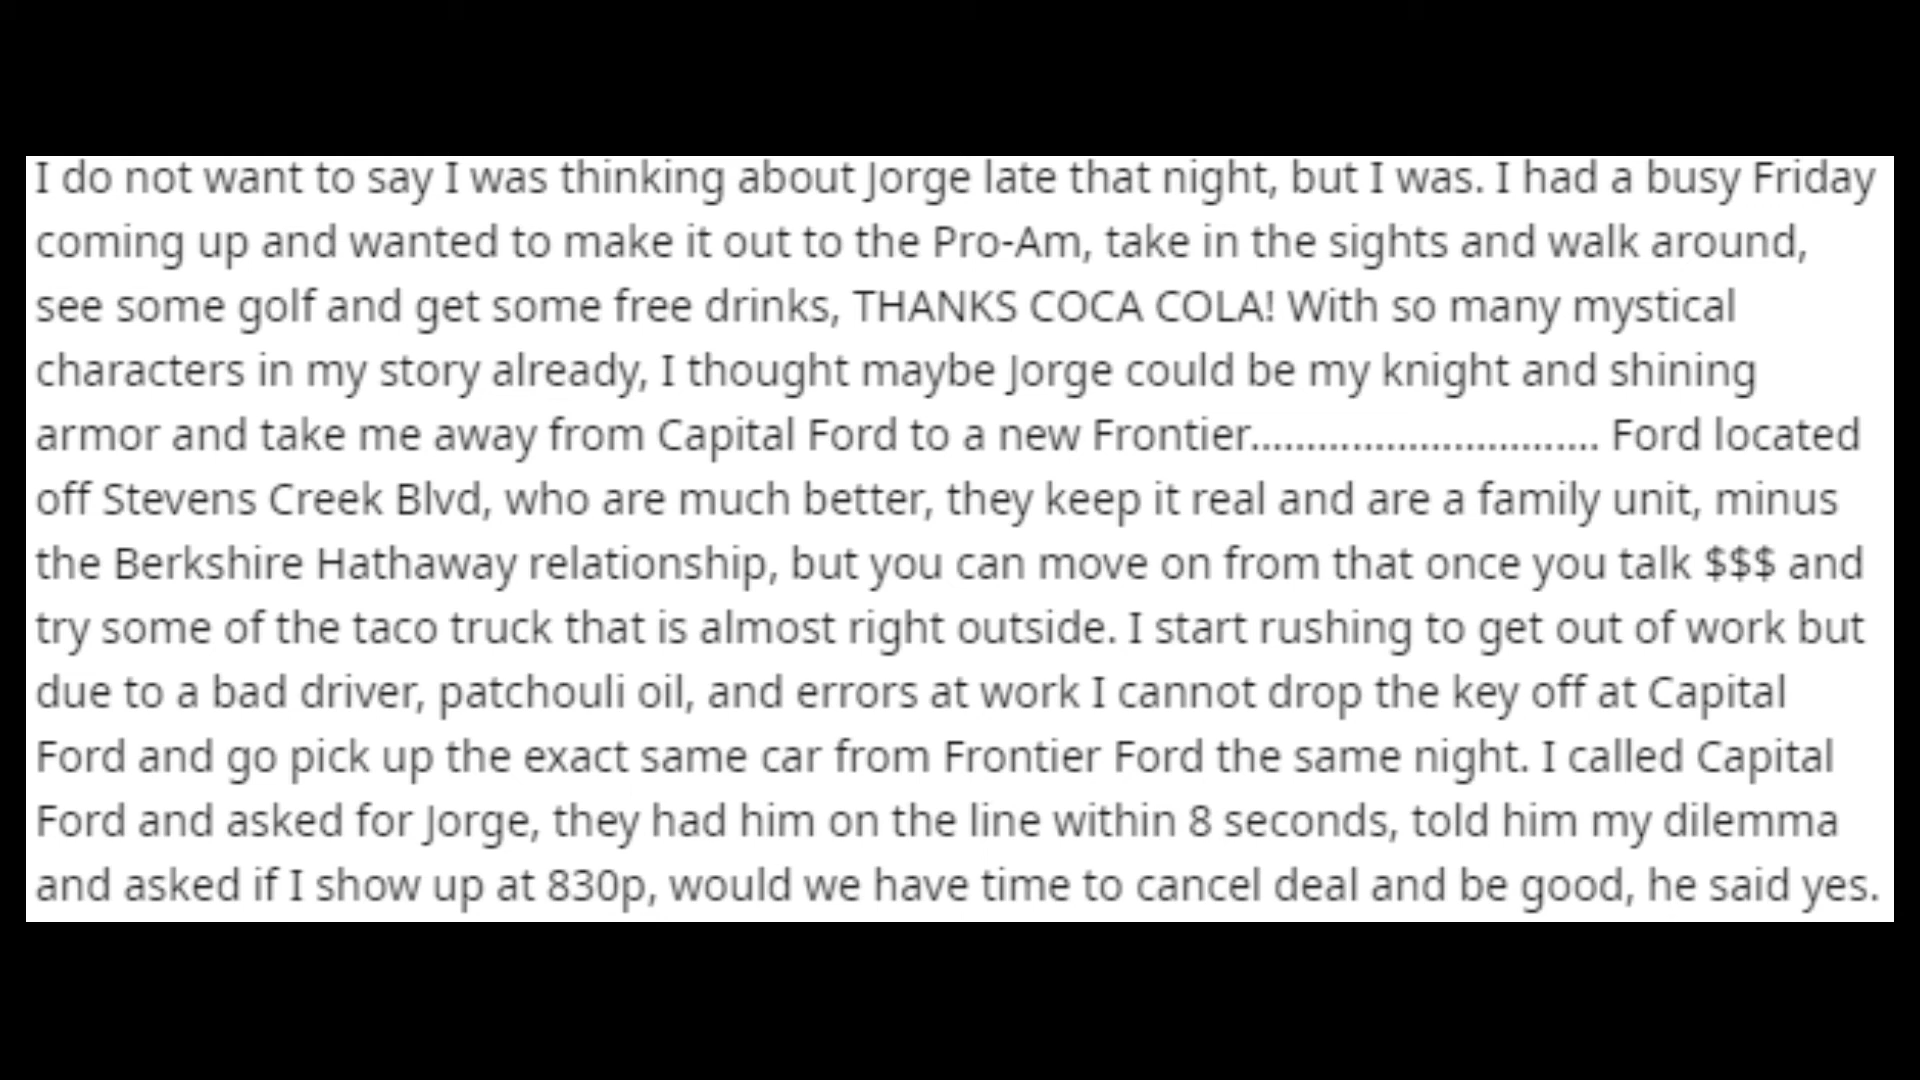 I do not want to say I was thinking about Jorge late that night, but I was. I had a busy Friday
coming up and wanted to make it out to the Pro-Am, take in the sights and walk around,
see some golf and get some free drinks, THANKS COCA COLA! With so many mystical
characters in my story already, I thought maybe Jorge could be my knight and shining
armor and take me away from Capital Ford to a new Frontier................................ Ford located
off Stevens Creek Blvd, who are much better, they keep it real and are a family unit, minus
the Berkshire Hathaway relationship, but you can move on from that once you talk $$$ and
try some of the taco truck that is almost right outside. I start rushing to get out of work but
due to a bad driver, patchouli oil, and errors at work I cannot drop the key off at Capital
Ford and go pick up the exact same car from Frontier Ford the same night. I called Capital
Ford and asked for Jorge, they had him on the line within 8 seconds, told him my dilemma
and asked if I show up at 830p, would we have time to cancel deal and be good, he said yes.